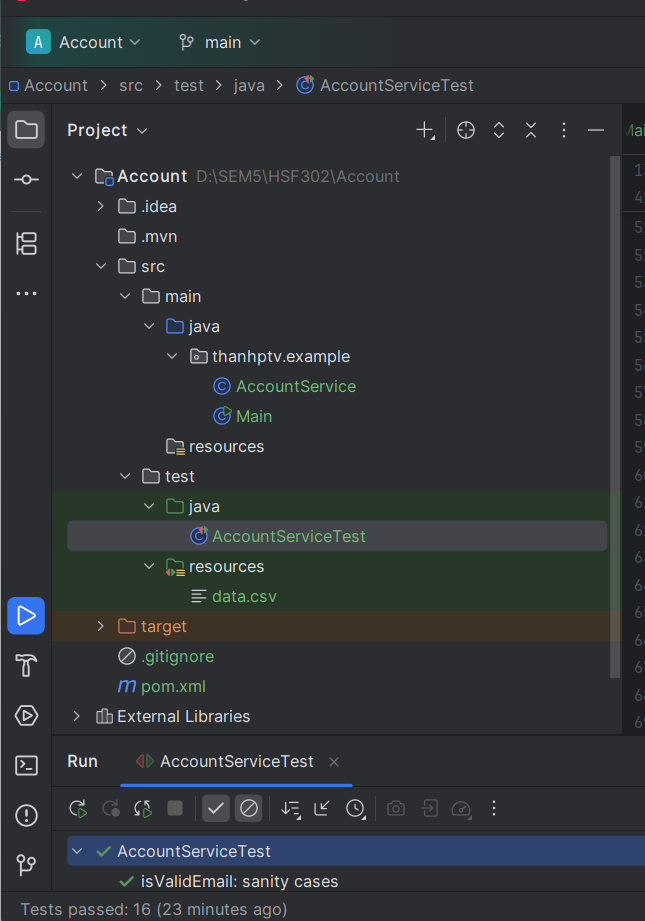 A Account main
Account > src > test > java > AccountServiceTest
Project
Account D:\SEM5\HSF302\Account
.idea
.mvn
src
main
java
thanhptv.example
AccountService
Main
resources
test
java
AccountServiceTest
resources
data.csv
target
.gitignore
pom.xml
External Libraries
Run AccountServiceTest
AccountServiceTest
isValidEmail: sanity cases
Tests passed: 16 (23 minutes ago)